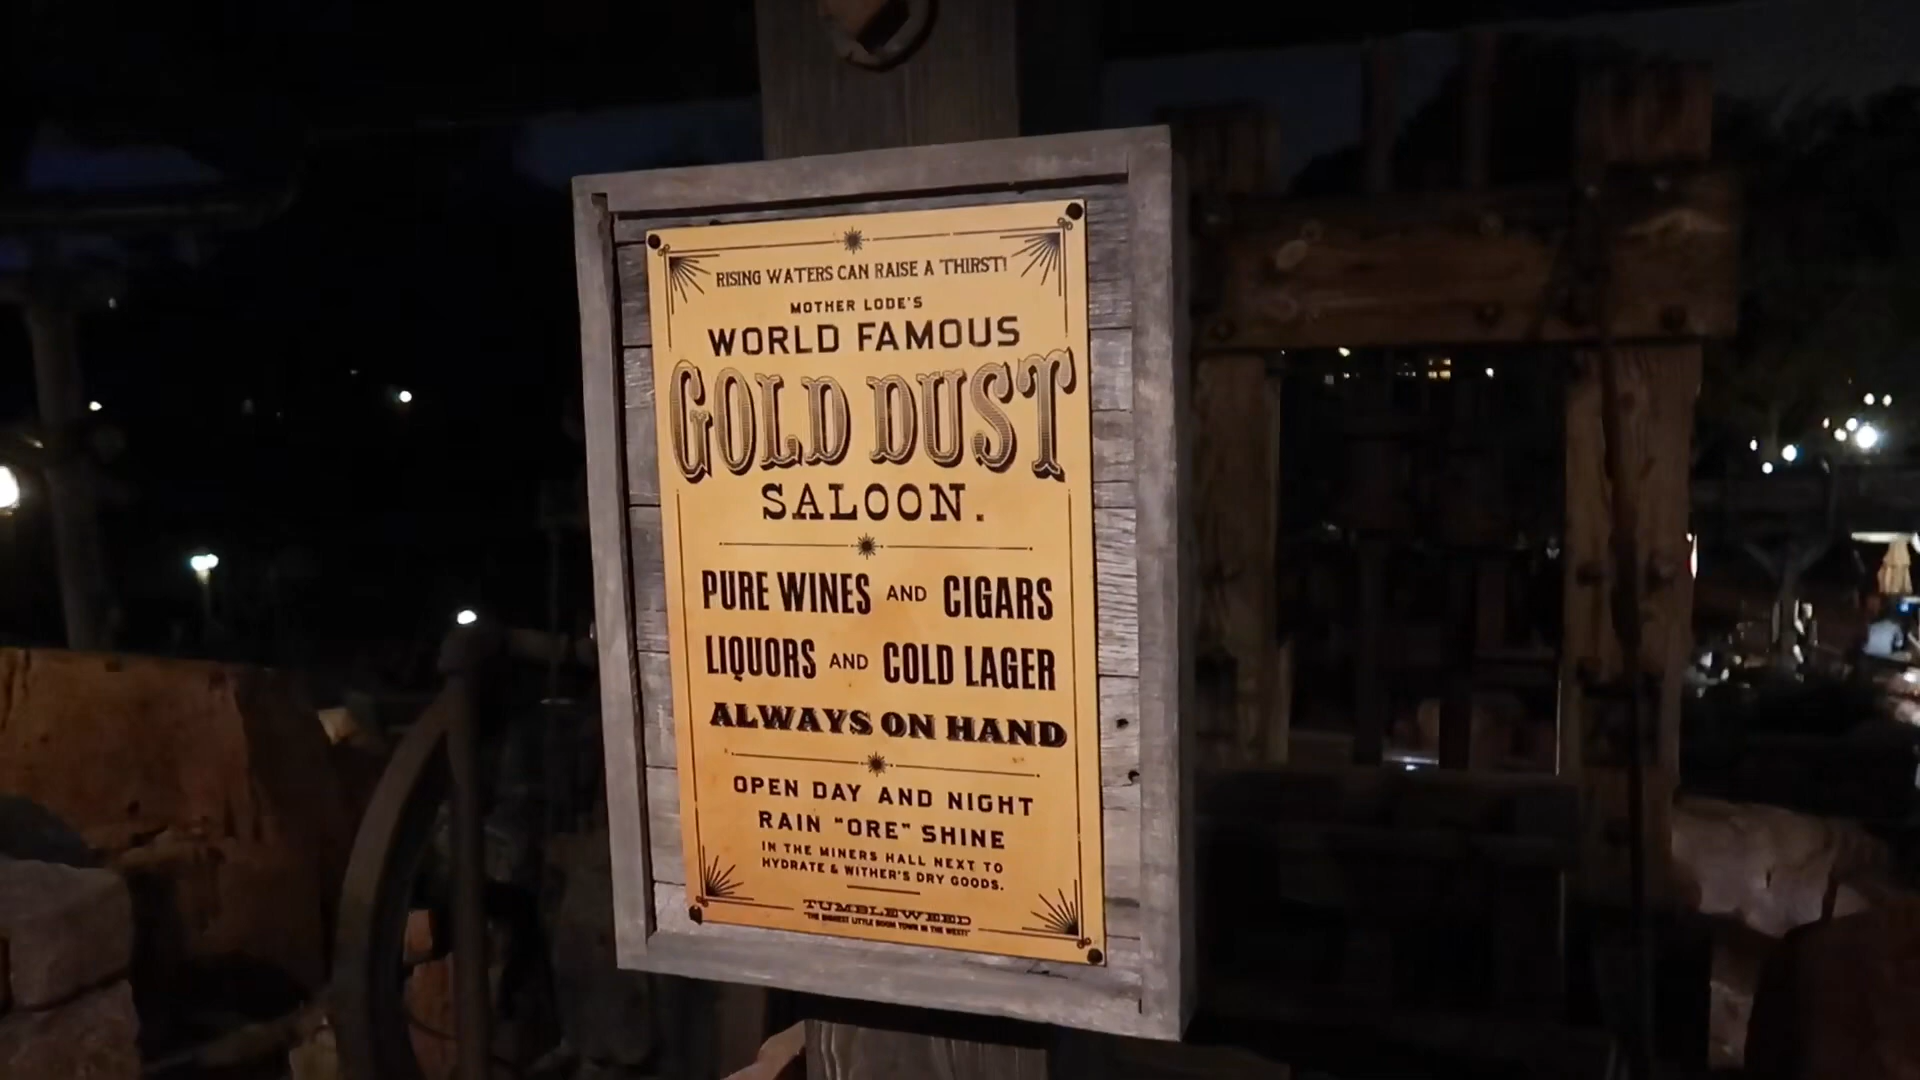 RISING WATERS CAN RAISE A THIRST!
MOTHER LODE'S
WORLD FAMOUS
GOLD DUST
SALOON.
PURE WINES AND CIGARS
LIQUORS AND COLD LAGER
ALWAYS ON HAND
OPEN DAY AND NIGHT
RAIN "ORE" SHINE
IN THE MINERS HALL NEXT TO
HYDRATE & WITHER'S DRY GOODS.
TUMBLEWEED
"THE BIGGEST LITTLE BOOM TOWN IN THE WEST!"